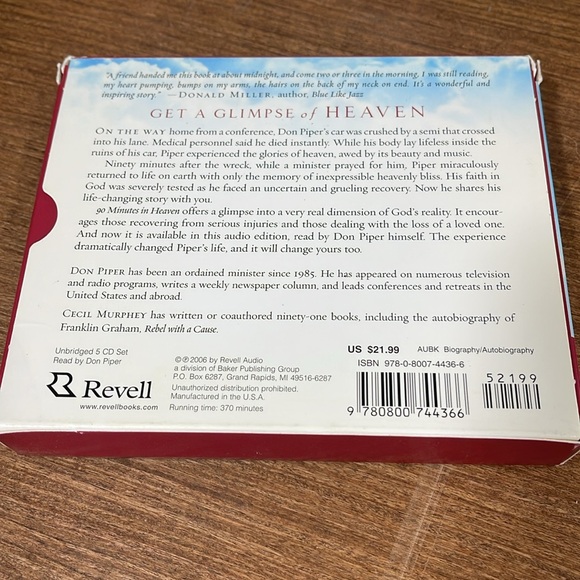 "A friend handed me this book at about midnight, and come two or three in the morning, I was still reading,
my heart pumping, bumps on my arms, the hairs on the back of my neck on end. It's a wonderful and
inspiring story." —DONALD MILLER, author, Blue Like Jazz
GET A GLIMPSE of HEAVEN
ON THE WAY home from a conference, Don Piper's car was crushed by a semi that crossed
into his lane. Medical personnel said he died instantly. While his body lay lifeless inside the
ruins of his car, Piper experienced the glories of heaven, awed by its beauty and music.
Ninety minutes after the wreck, while a minister prayed for him, Piper miraculously
returned to life on earth with only the memory of inexpressible heavenly bliss. His faith in
God was severely tested as he faced an uncertain and grueling recovery. Now he shares his
life-changing story with you.
90 Minutes in Heaven offers a glimpse into a very real dimension of God's reality. It encour-
ages those recovering from serious injuries and those dealing with the loss of a loved one.
And now it is available in this audio edition, read by Don Piper himself. The experience
dramatically changed Piper's life, and it will change yours too.
DON PIPER has been an ordained minister since 1985. He has appeared on numerous television
and radio programs, writes a weekly newspaper column, and leads conferences and retreats in the
United States and abroad.
CECIL MURPHEY has written or coauthored ninety-one books, including the autobiography of
Franklin Graham, Rebel with a Cause.
Unbridged 5 CD Set
Read by Don Piper
Revell
www.revellbooks.com
©℗2006 by Revell Audio
a division of Baker Publishing Group
P.O. Box 6287, Grand Rapids, MI 49516-6287
Unauthorized distribution prohibited.
Manufactured in the U.S.A.
Running time: 370 minutes
US $21.99 AUBK Biography/Autobiography
ISBN 978-0-8007-4436-6
9 780800 744366
52199